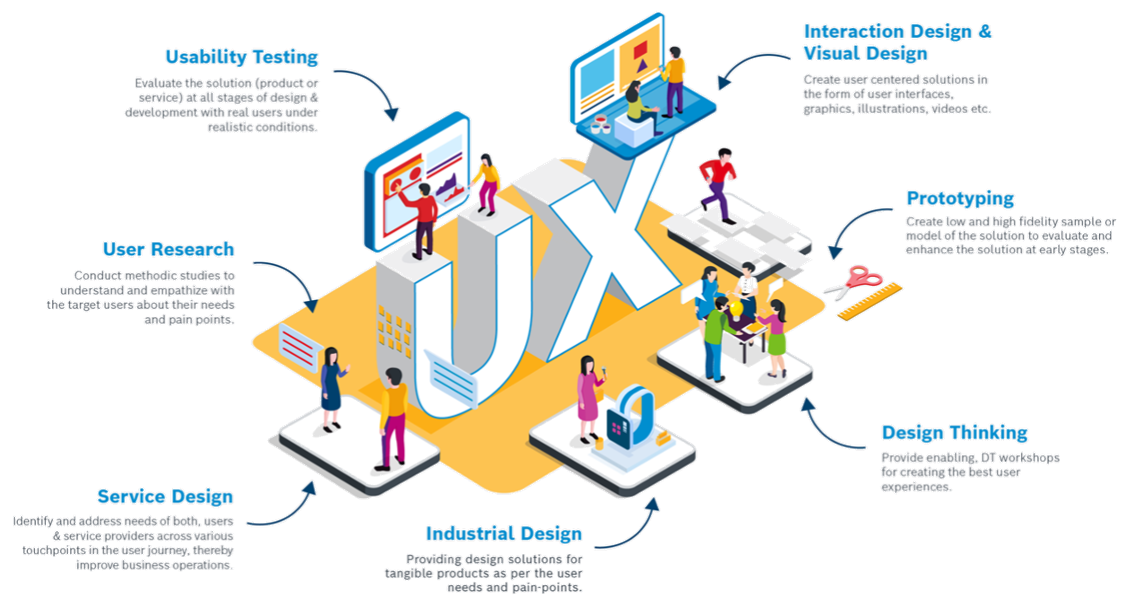 Usability Testing
Evaluate the solution (product or
service) at all stages of design &
development with real users under
realistic conditions.
Interaction Design &
Visual Design
Create user centered solutions in
the form of user interfaces,
graphics, illustrations, videos etc.
User Research
Conduct methodic studies to
understand and empathize with
the target users about their needs
and pain points.
UX
Prototyping
Create low and high fidelity sample or
model of the solution to evaluate and
enhance the solution at early stages.
Service Design
Identify and address needs of both, users
& service providers across various
touchpoints in the user journey, thereby
improve business operations.
Industrial Design
Providing design solutions for
tangible products as per the user
needs and pain-points.
Design Thinking
Provide enabling, DT workshops
for creating the best user
experiences.